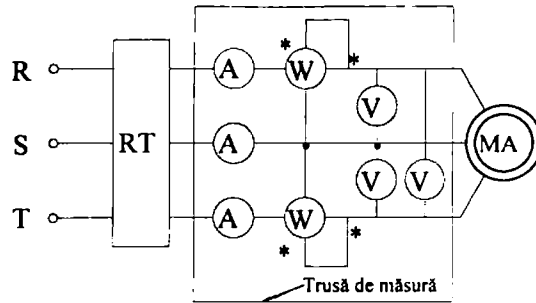 * *
R A W
V
S RT A MA
V V
T A W
* *
Trusă de măsură